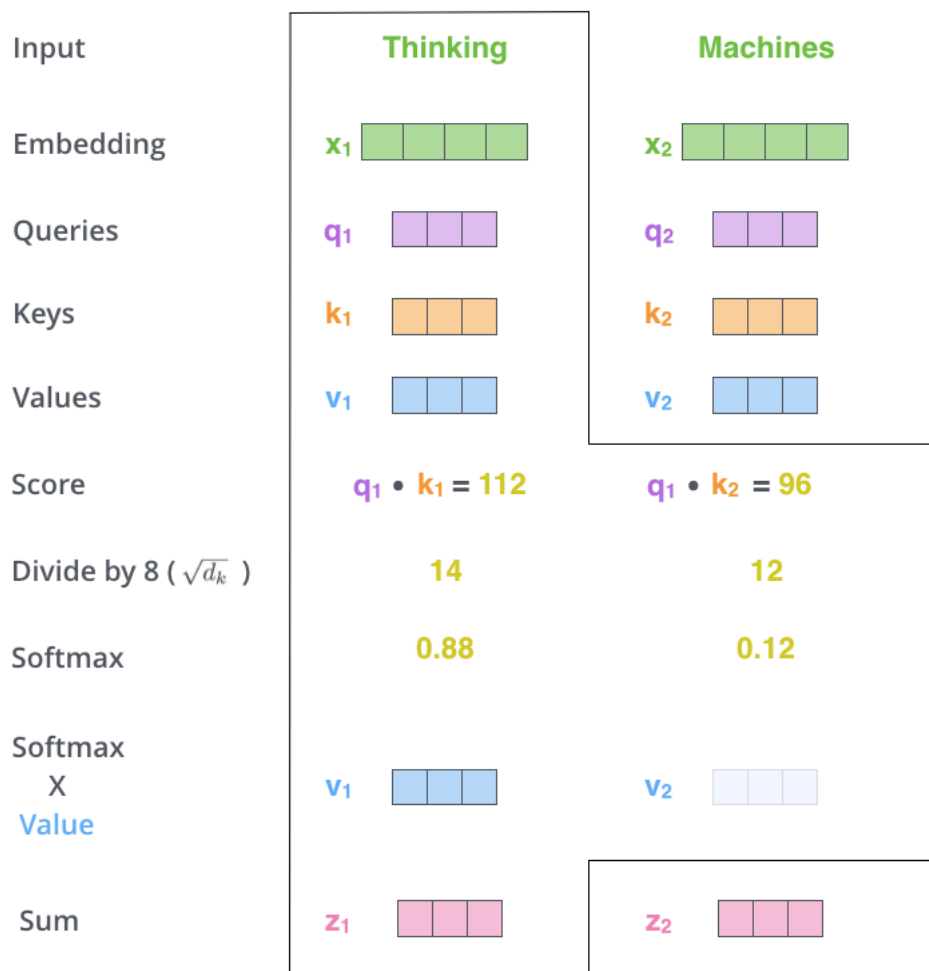 Input Thinking Machines
Embedding x₁ x₂
Queries q₁ q₂
Keys k₁ k₂
Values v₁ v₂
Score q₁ • k₁ = 112 q₁ • k₂ = 96
Divide by 8 ( √dₖ ) 14 12
Softmax 0.88 0.12
Softmax
X
Value v₁ v₂
Sum z₁ z₂